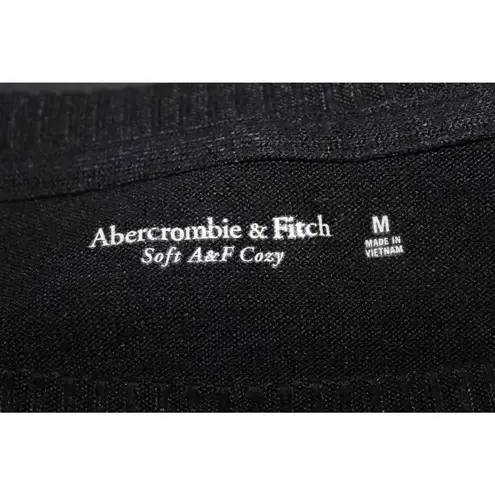 Abercrombie & Fitch
Soft A&F Cozy
M
MADE IN
VIETNAM